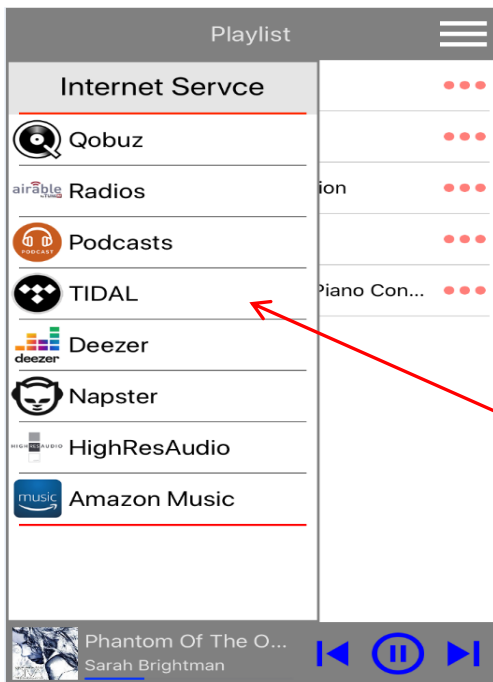 Playlist
Internet Servce
Qobuz
airable Radios
ion
PODCAST Podcasts
TIDAL
Piano Con...
deezer Deezer
Napster
HIGHRESAUDIO HighResAudio
music Amazon Music
Phantom Of The O...
Sarah Brightman